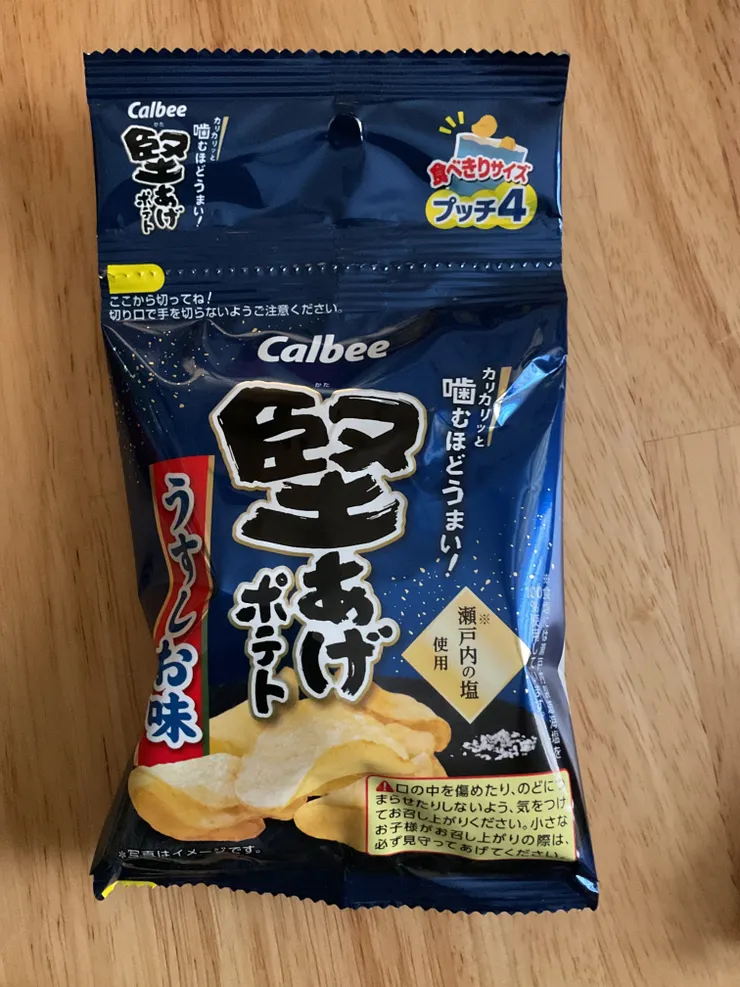 Calbee
かた
堅あげ
ポテト
カリカリッと
噛むほどうまい!
食べきりサイズ
プッチ4
ここから切ってね!
切り口で手を切らないようご注意ください。
Calbee
かた
堅あげ
ポテト
カリカリッと
噛むほどうまい!
うすしお味
※
瀬戸内の塩
使用
口の中を傷めたり、のどにつ
まらせたりしないよう、気をつけ
てお召し上がりください。小さな
お子様がお召し上がりの際は、
必ず見守ってあげてください。
※写真はイメージです。